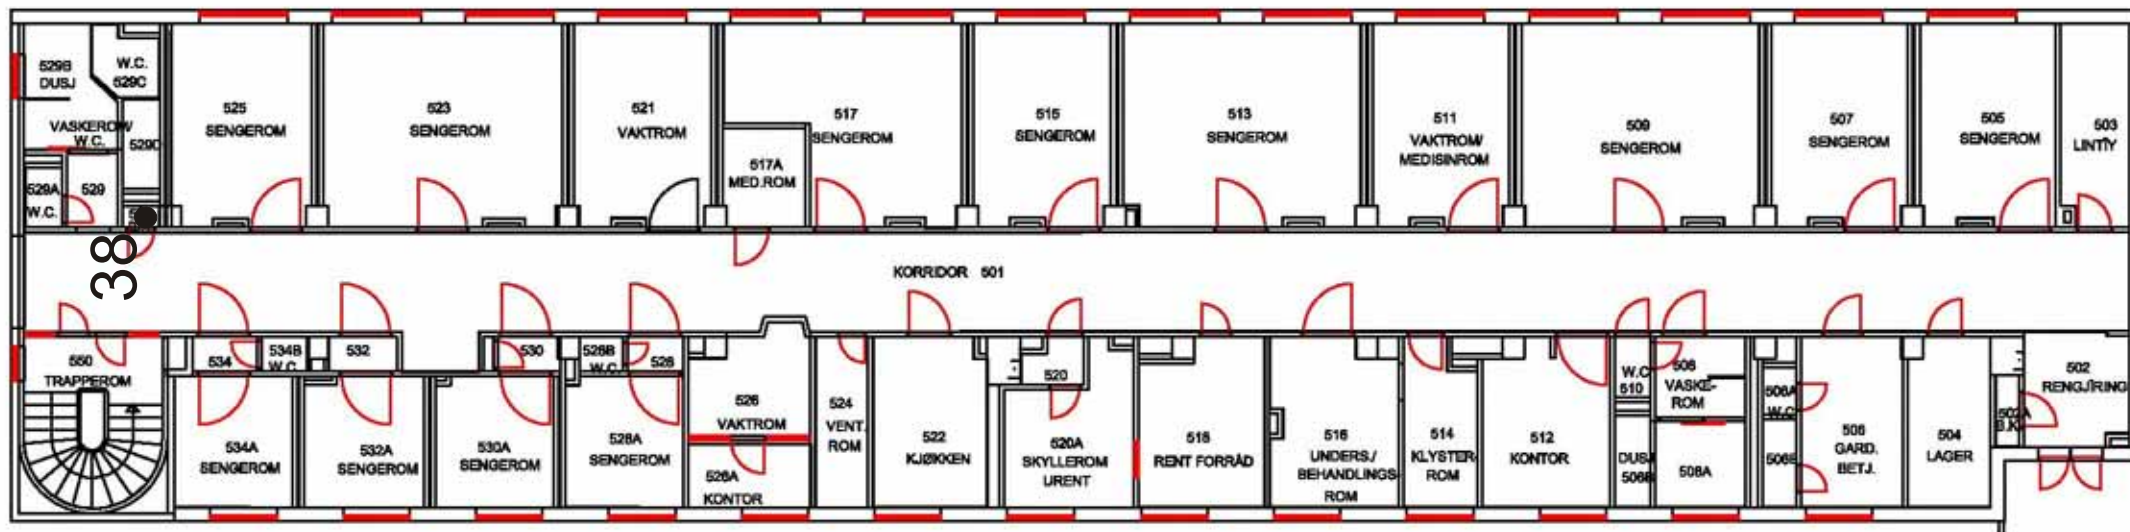 529B
DUSJ
W.C.
529C
VASKEROM/
W.C.
529D
529A
W.C.
529
38
525
SENGEROM
523
SENGEROM
521
VAKTROM
517
SENGEROM
517A
MED.ROM
515
SENGEROM
513
SENGEROM
511
VAKTROM/
MEDISINROM
509
SENGEROM
507
SENGEROM
505
SENGEROM
503
LINTÍY
KORRIDOR 501
550
TRAPPEROM
534
534B
W.C.
532
530
528B
W.C.
528
534A
SENGEROM
532A
SENGEROM
530A
SENGEROM
528A
SENGEROM
526
VAKTROM
526A
KONTOR
524
VENT.
ROM
522
KJØKKEN
520
520A
SKYLLEROM
URENT
518
RENT FORRÅD
516
UNDERS./
BEHANDLINGS-
ROM
514
KLYSTER-
ROM
512
KONTOR
W.C
510
DUSJ
508B
508
VASKE-
ROM
508A
506A
W.C
506B
506
GARD.
BETJ.
504
LAGER
502A
B.K.
502
RENGJÍRING